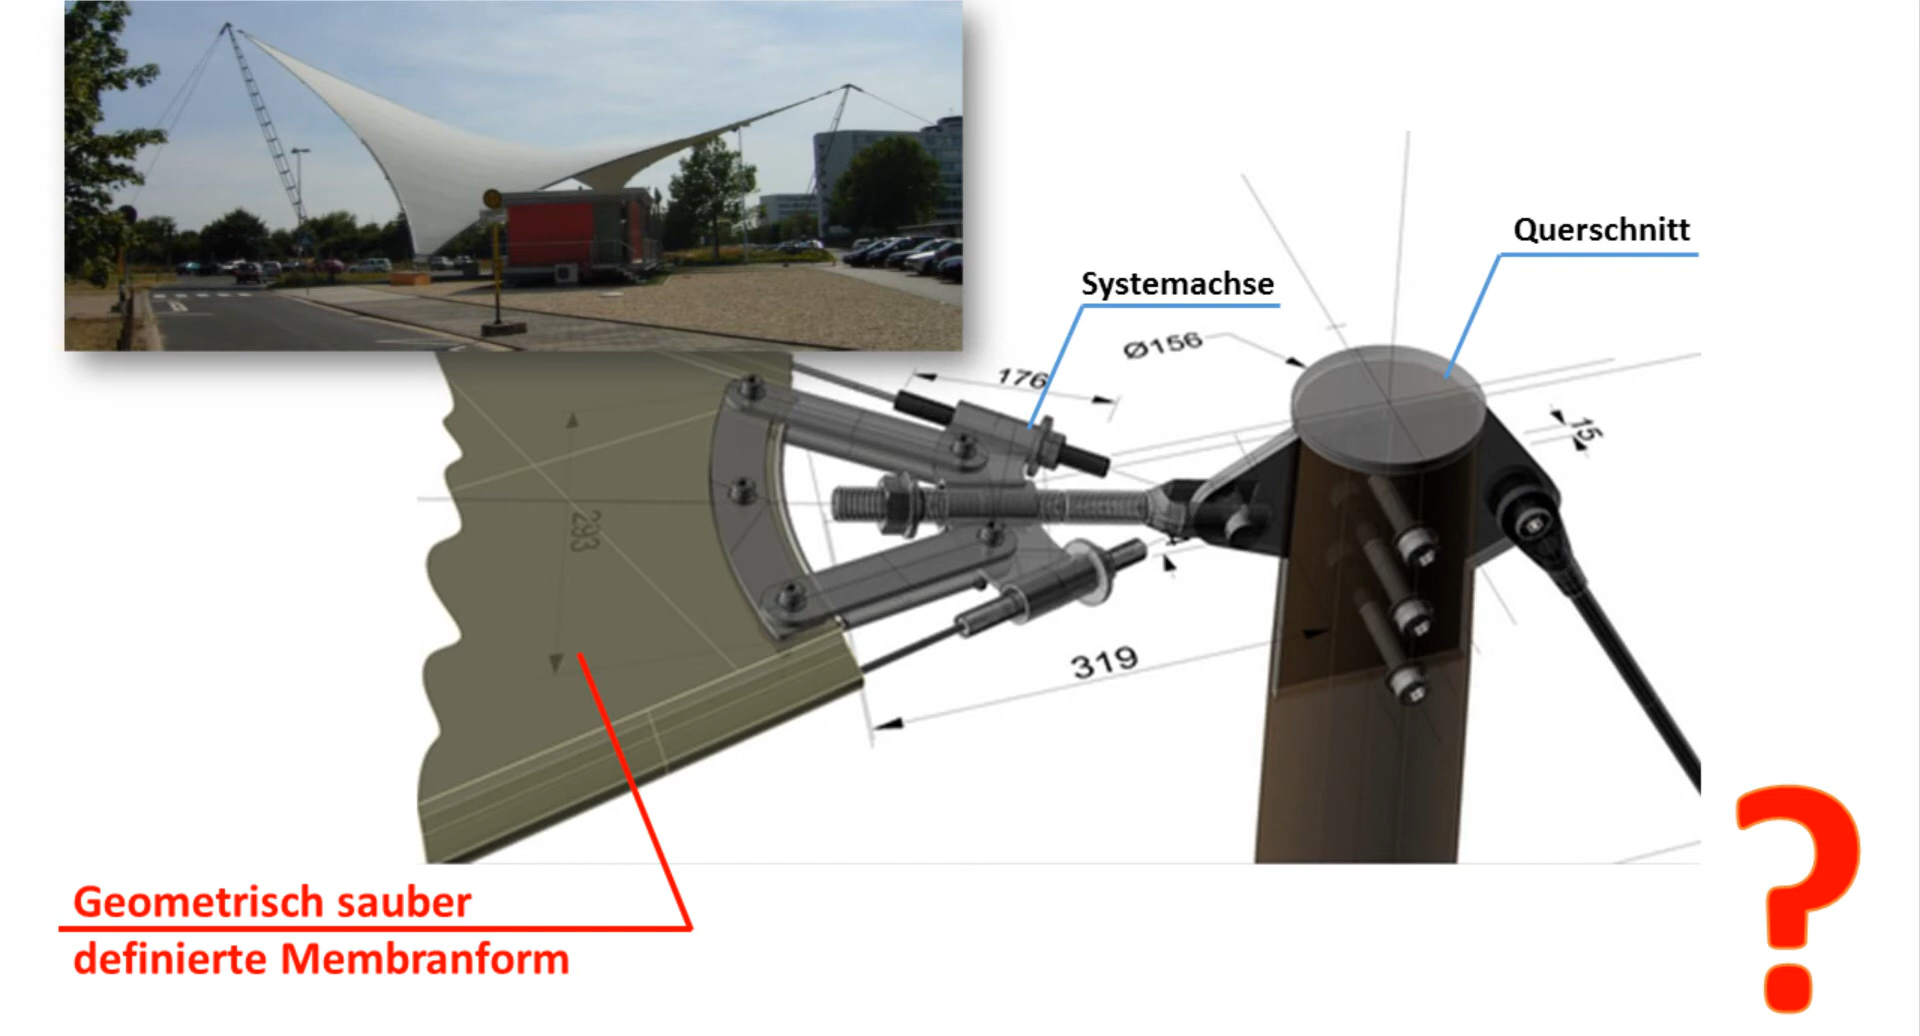 Querschnitt
Systemachse
Ø156
176
15
293
319
Geometrisch sauber
definierte Membranform
?